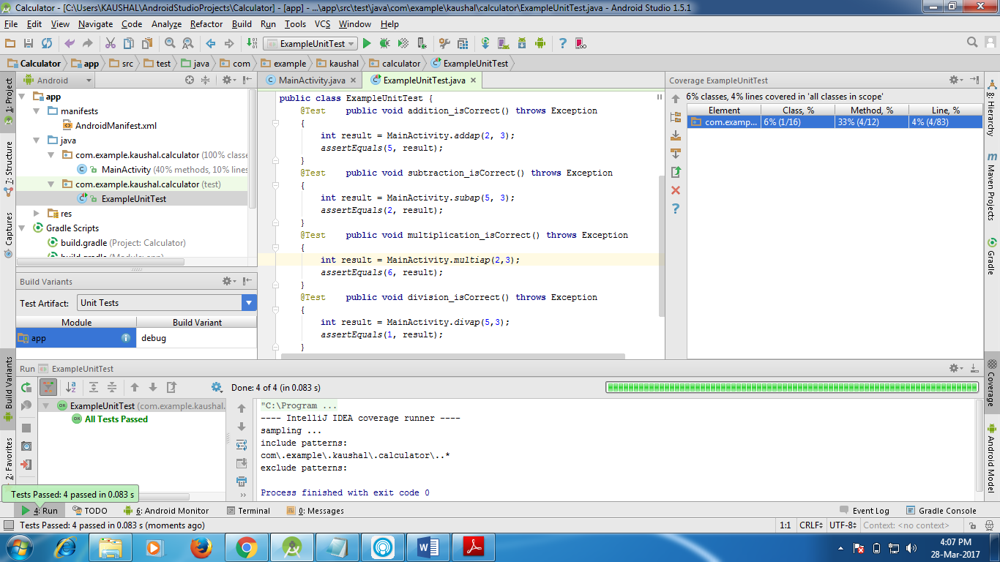 Calculator - [C:\Users\KAUSHAL\AndroidStudioProjects\Calculator] - [app] - ...\app\src\test\java\com\example\kaushal\calculator\ExampleUnitTest.java - Android Studio 1.5.1
File Edit View Navigate Code Analyze Refactor Build Run Tools VCS Window Help
ExampleUnitTest
Calculator app src test java com example kaushal calculator ExampleUnitTest
1: Project
7: Structure
Captures
Build Variants
2: Favorites
Android
app
manifests
AndroidManifest.xml
java
com.example.kaushal.calculator (100% classe
MainActivity (40% methods, 10% lines
com.example.kaushal.calculator (test)
ExampleUnitTest
res
Gradle Scripts
build.gradle (Project: Calculator)
build.gradle (Module: app)
Build Variants
Test Artifact: Unit Tests
Module Build Variant
app debug
MainActivity.java ExampleUnitTest.java
public class ExampleUnitTest {
@Test public void addition_isCorrect() throws Exception
{
int result = MainActivity.addap(2, 3);
assertEquals(5, result);
}
@Test public void subtraction_isCorrect() throws Exception
{
int result = MainActivity.subap(5, 3);
assertEquals(2, result);
}
@Test public void multiplication_isCorrect() throws Exception
{
int result = MainActivity.multiap(2,3);
assertEquals(6, result);
}
@Test public void division_isCorrect() throws Exception
{
int result = MainActivity.divap(5,3);
assertEquals(1, result);
}
Coverage ExampleUnitTest
6% classes, 4% lines covered in 'all classes in scope'
Element Class, % Method, % Line, %
com.examp... 6% (1/16) 33% (4/12) 4% (4/83)
8: Hierarchy
Maven Projects
Gradle
Coverage
Android Model
Run ExampleUnitTest
Done: 4 of 4 (in 0.083 s)
ExampleUnitTest (com.example.kaushal.
All Tests Passed
"C:\Program ...
---- IntelliJ IDEA coverage runner ----
sampling ...
include patterns:
com\.example\.kaushal\.calculator\..*
exclude patterns:
Process finished with exit code 0
Tests Passed: 4 passed in 0.083 s
4: Run TODO 6: Android Monitor Terminal 0: Messages Event Log Gradle Console
Tests Passed: 4 passed in 0.083 s (moments ago) 1:1 CRLF UTF-8 Context: <no context>
4:07 PM
28-Mar-2017